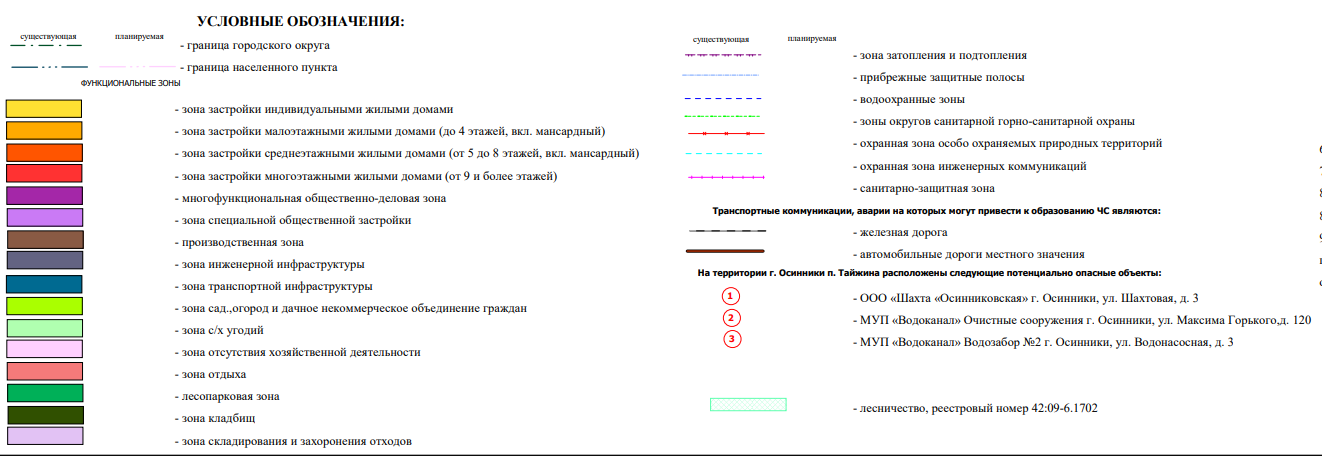 УСЛОВНЫЕ ОБОЗНАЧЕНИЯ:
существующая планируемая
- граница городского округа
- граница населенного пункта
ФУНКЦИОНАЛЬНЫЕ ЗОНЫ
- зона застройки индивидуальными жилыми домами
- зона застройки малоэтажными жилыми домами (до 4 этажей, вкл. мансардный)
- зона застройки среднеэтажными жилыми домами (от 5 до 8 этажей, вкл. мансардный)
- зона застройки многоэтажными жилыми домами (от 9 и более этажей)
- многофункциональная общественно-деловая зона
- зона специальной общественной застройки
- производственная зона
- зона инженерной инфраструктуры
- зона транспортной инфраструктуры
- зона сад.,огород и дачное некоммерческое объединение граждан
- зона с/х угодий
- зона отсутствия хозяйственной деятельности
- зона отдыха
- лесопарковая зона
- зона кладбищ
- зона складирования и захоронения отходов
существующая планируемая
- зона затопления и подтопления
- прибрежные защитные полосы
- водоохранные зоны
- зоны округов санитарной горно-санитарной охраны
- охранная зона особо охраняемых природных территорий
- охранная зона инженерных коммуникаций
- санитарно-защитная зона
Транспортные коммуникации, аварии на которых могут привести к образованию ЧС являются:
- железная дорога
- автомобильные дороги местного значения
На территории г. Осинники п. Тайжина расположены следующие потенциально опасные объекты:
1 - ООО «Шахта «Осинниковская» г. Осинники, ул. Шахтовая, д. 3
2 - МУП «Водоканал» Очистные сооружения г. Осинники, ул. Максима Горького,д. 120
3 - МУП «Водоканал» Водозабор №2 г. Осинники, ул. Водонасосная, д. 3
- лесничество, реестровый номер 42:09-6.1702